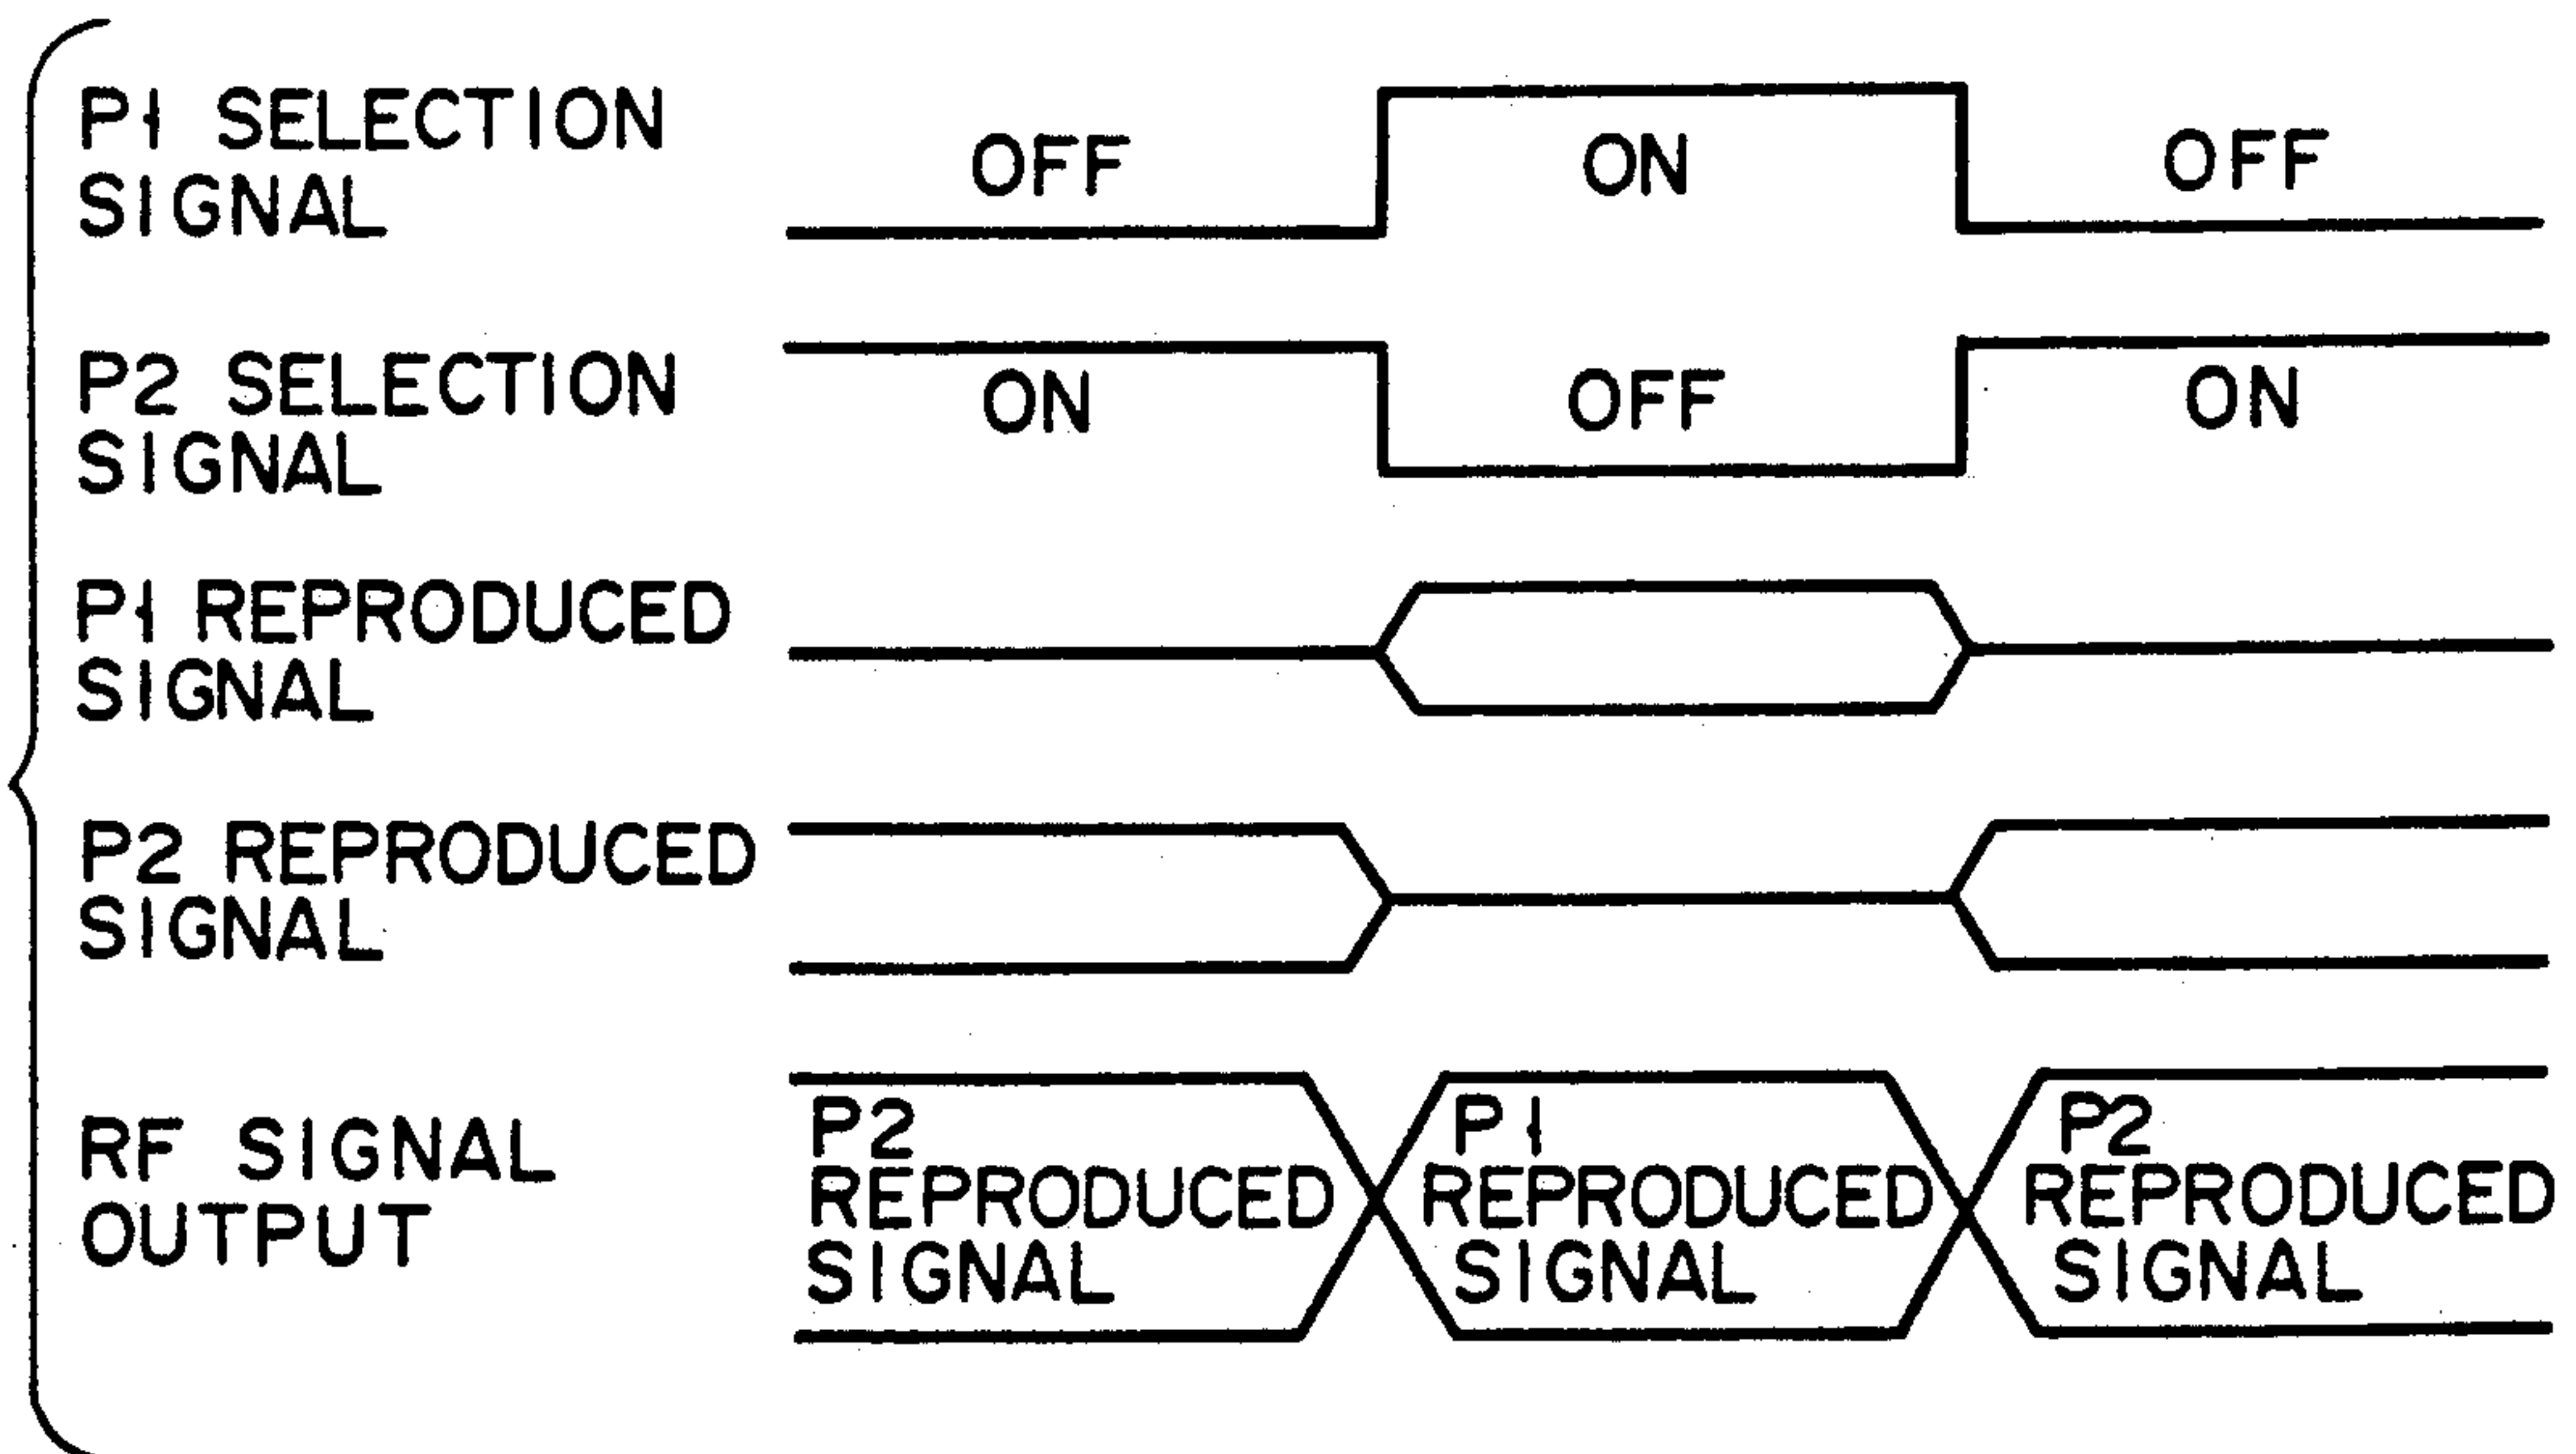 P1 SELECTION
SIGNAL
OFF
ON
OFF
P2 SELECTION
SIGNAL
ON
OFF
ON
P1 REPRODUCED
SIGNAL
P2 REPRODUCED
SIGNAL
RF SIGNAL
OUTPUT
P2
REPRODUCED
SIGNAL
P1
REPRODUCED
SIGNAL
P2
REPRODUCED
SIGNAL